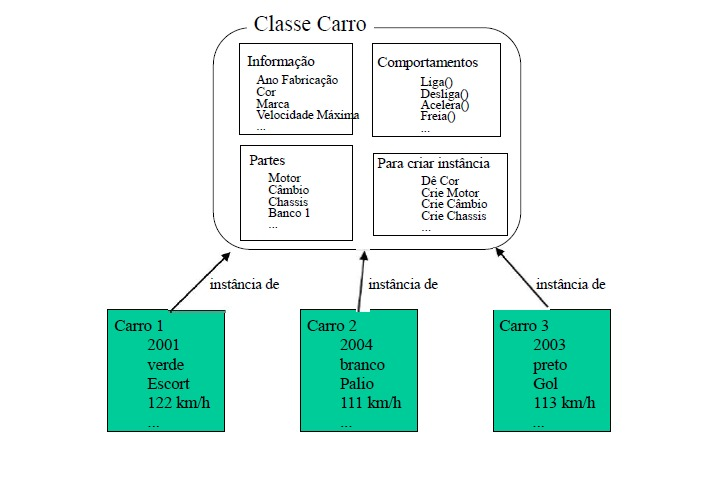 Classe Carro
Informação
Ano Fabricação
Cor
Marca
Velocidade Máxima
...
Comportamentos
Liga()
Desliga()
Acelera()
Freia()
...
Partes
Motor
Câmbio
Chassis
Banco 1
...
Para criar instância
Dê Cor
Crie Motor
Crie Câmbio
Crie Chassis
...
instância de
instância de
instância de
Carro 1
2001
verde
Escort
122 km/h
...
Carro 2
2004
branco
Palio
111 km/h
...
Carro 3
2003
preto
Gol
113 km/h
...